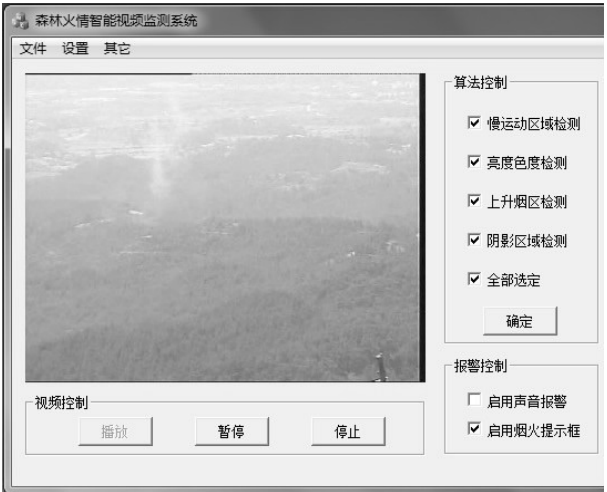 森林火情智能视频监测系统
文件 设置 其它
算法控制
慢运动区域检测
亮度色度检测
上升烟区检测
阴影区域检测
全部选定
确定
报警控制
启用声音报警
启用烟火提示框
视频控制
播放 暂停 停止